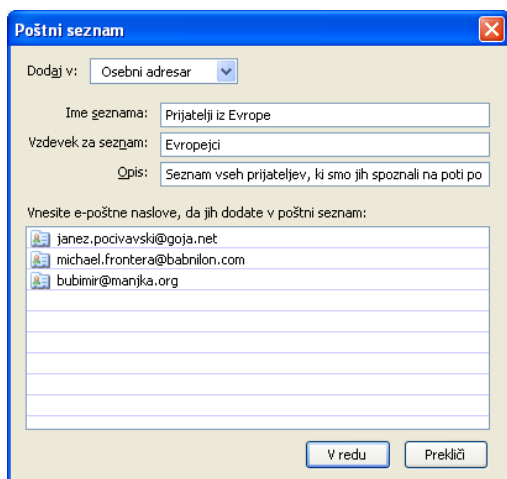 Poštni seznam
Dodaj v: Osebni adresar
Ime seznama: Prijatelji iz Evrope
Vzdevek za seznam: Evropejci
Opis: Seznam vseh prijateljev, ki smo jih spoznali na poti po
Vnesite e-poštne naslove, da jih dodate v poštni seznam:
janez.pocivavski@goja.net
michael.frontera@babnilon.com
bubimir@manjka.org
V redu Prekliči